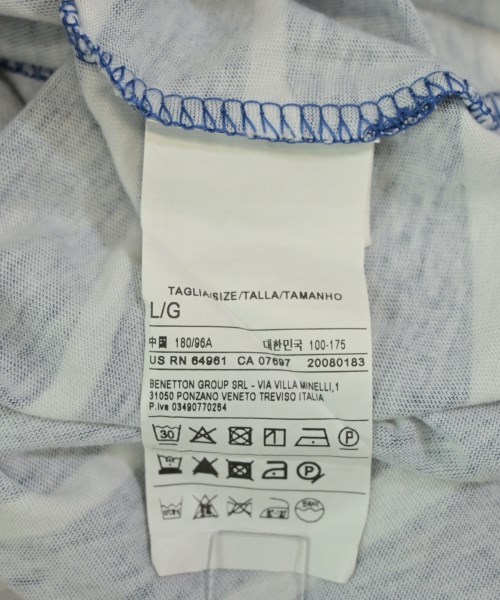 TAGLIA/SIZE/TALLA/TAMANHO
L/G
中国 180/96A 대한민국 100-175
US RN 64961 CA 07697 20080183
BENETTON GROUP SRL - VIA VILLA MINELLI,1
31050 PONZANO VENETO TREVISO ITALIA
P.iva 03490770264
30 P
P